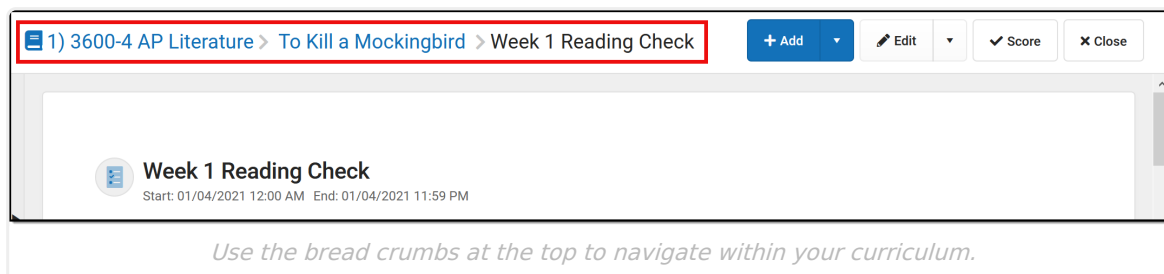 1) 3600-4 AP Literature > To Kill a Mockingbird > Week 1 Reading Check + Add Edit Score × Close
Week 1 Reading Check
Start: 01/04/2021 12:00 AM End: 01/04/2021 11:59 PM
Use the bread crumbs at the top to navigate within your curriculum.